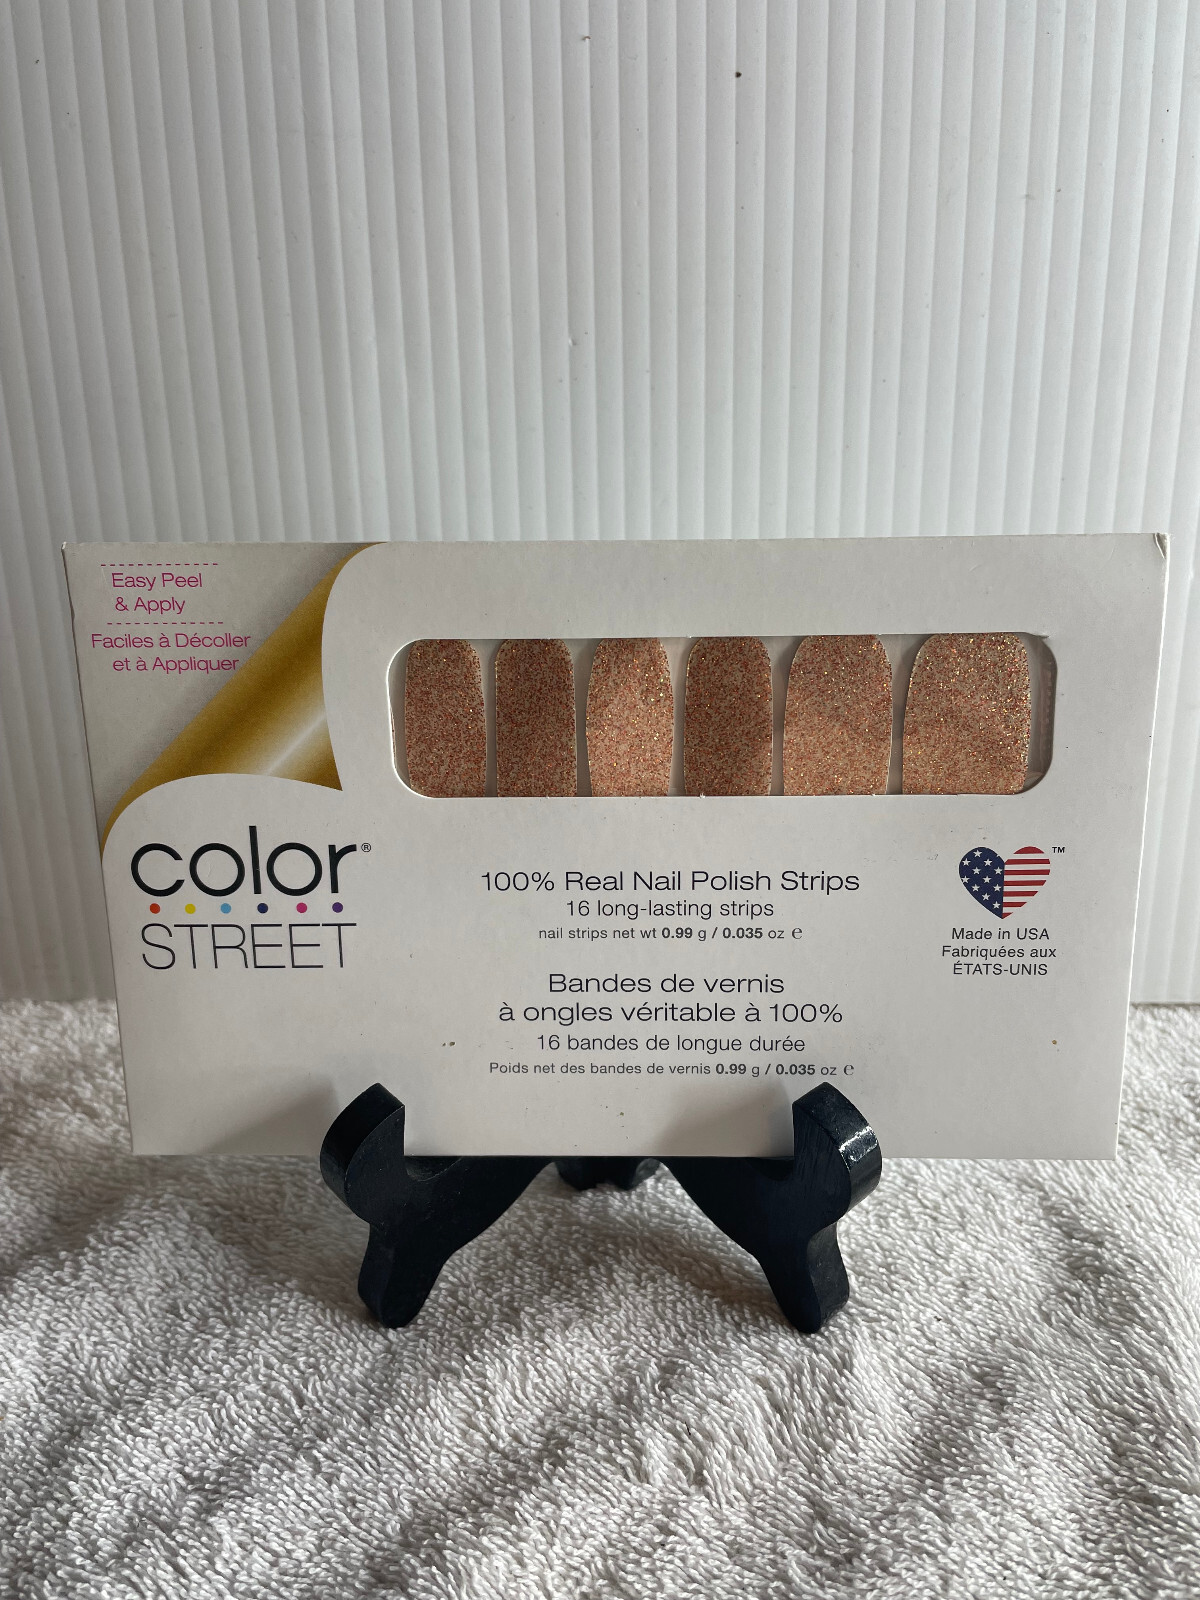 Easy Peel
& Apply
Faciles à Décoller
et à Appliquer
color®
STREET
100% Real Nail Polish Strips
16 long-lasting strips
nail strips net wt 0.99 g / 0.035 oz ℮
Bandes de vernis
à ongles véritable à 100%
16 bandes de longue durée
Poids net des bandes de vernis 0.99 g / 0.035 oz ℮
™
Made in USA
Fabriquées aux
ÉTATS-UNIS